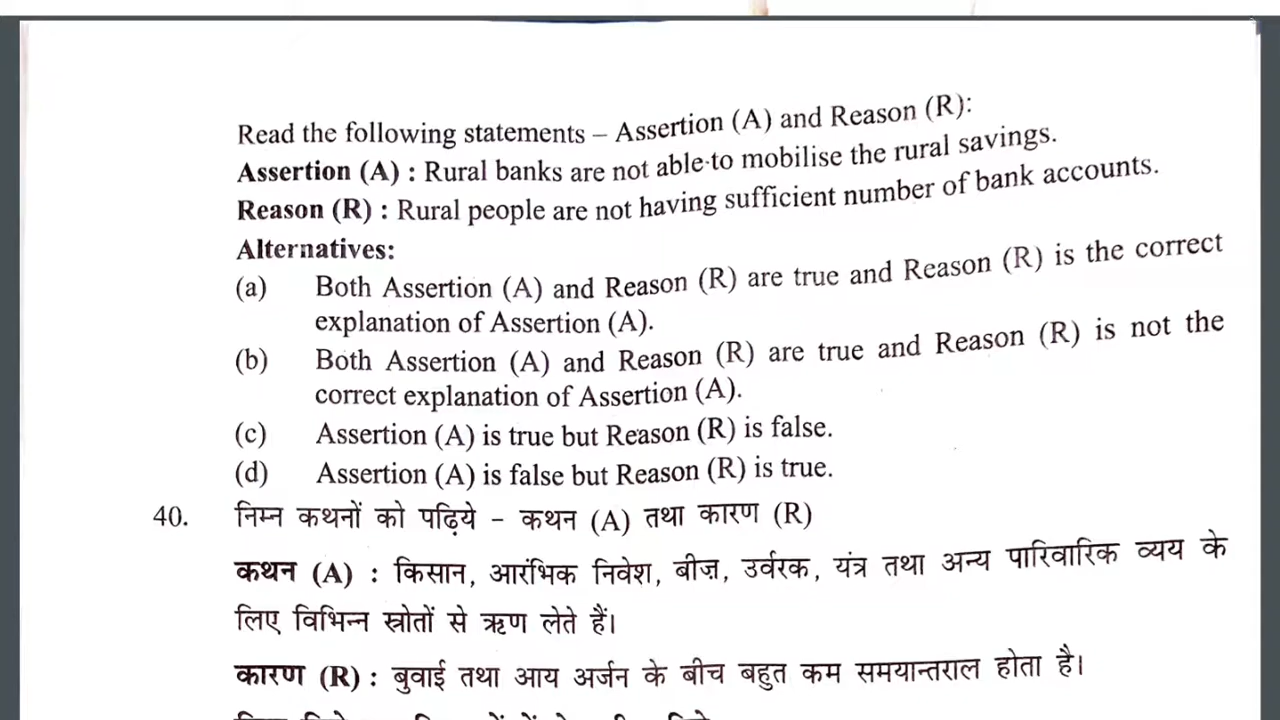 Read the following statements – Assertion (A) and Reason (R):
Assertion (A) : Rural banks are not able to mobilise the rural savings.
Reason (R) : Rural people are not having sufficient number of bank accounts.
Alternatives:
(a) Both Assertion (A) and Reason (R) are true and Reason (R) is the correct
explanation of Assertion (A).
(b) Both Assertion (A) and Reason (R) are true and Reason (R) is not the
correct explanation of Assertion (A).
(c) Assertion (A) is true but Reason (R) is false.
(d) Assertion (A) is false but Reason (R) is true.
40. निम्न कथनों को पढ़िये – कथन (A) तथा कारण (R)
कथन (A) : किसान, आरंभिक निवेश, बीज़, उर्वरक, यंत्र तथा अन्य पारिवारिक व्यय के
लिए विभिन्न स्रोतों से ऋण लेते हैं।
कारण (R) : बुवाई तथा आय अर्जन के बीच बहुत कम समयान्तराल होता है।